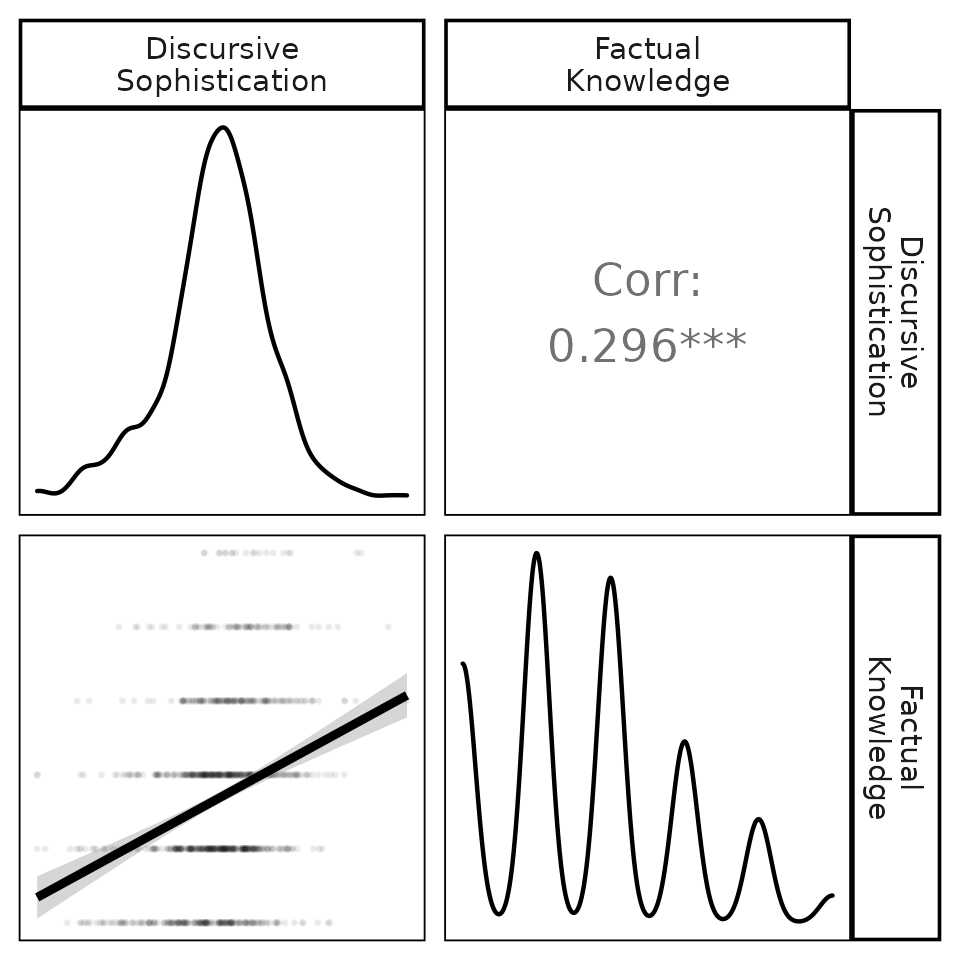 Discursive
Sophistication
Factual
Knowledge
Corr:
0.296***
Discursive
Sophistication
Factual
Knowledge